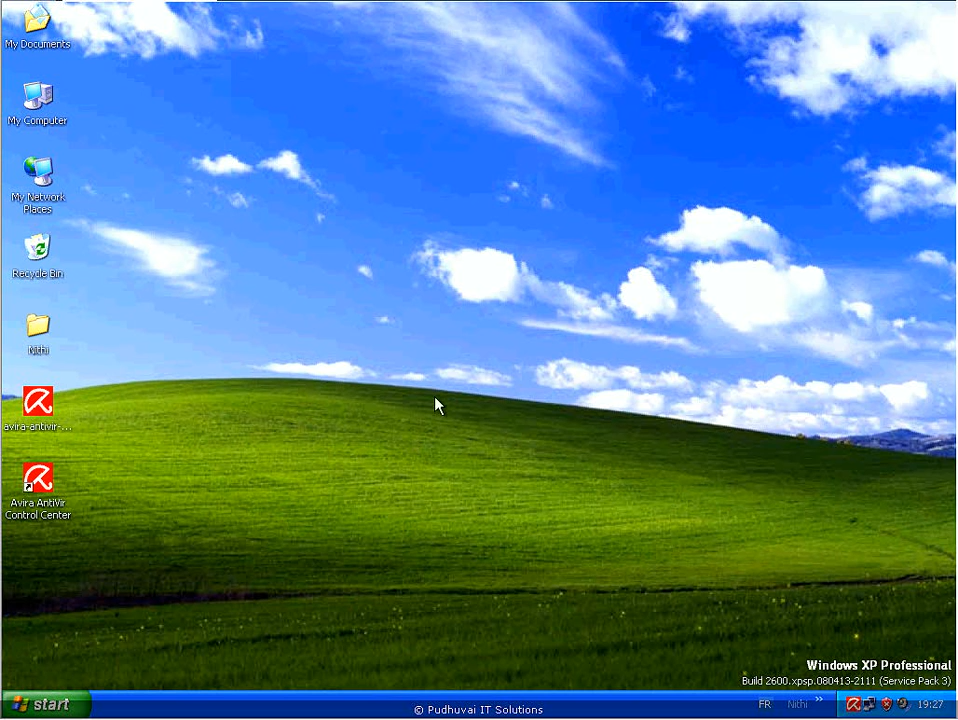 My Documents
My Computer
My Network
Places
Recycle Bin
Nithi
avira-antivir-...
Avira AntiVir
Control Center
Windows XP Professional
Build 2600.xpsp.080413-2111 (Service Pack 3)
start
© Pudhuvai IT Solutions
FR
Nithi
19:27